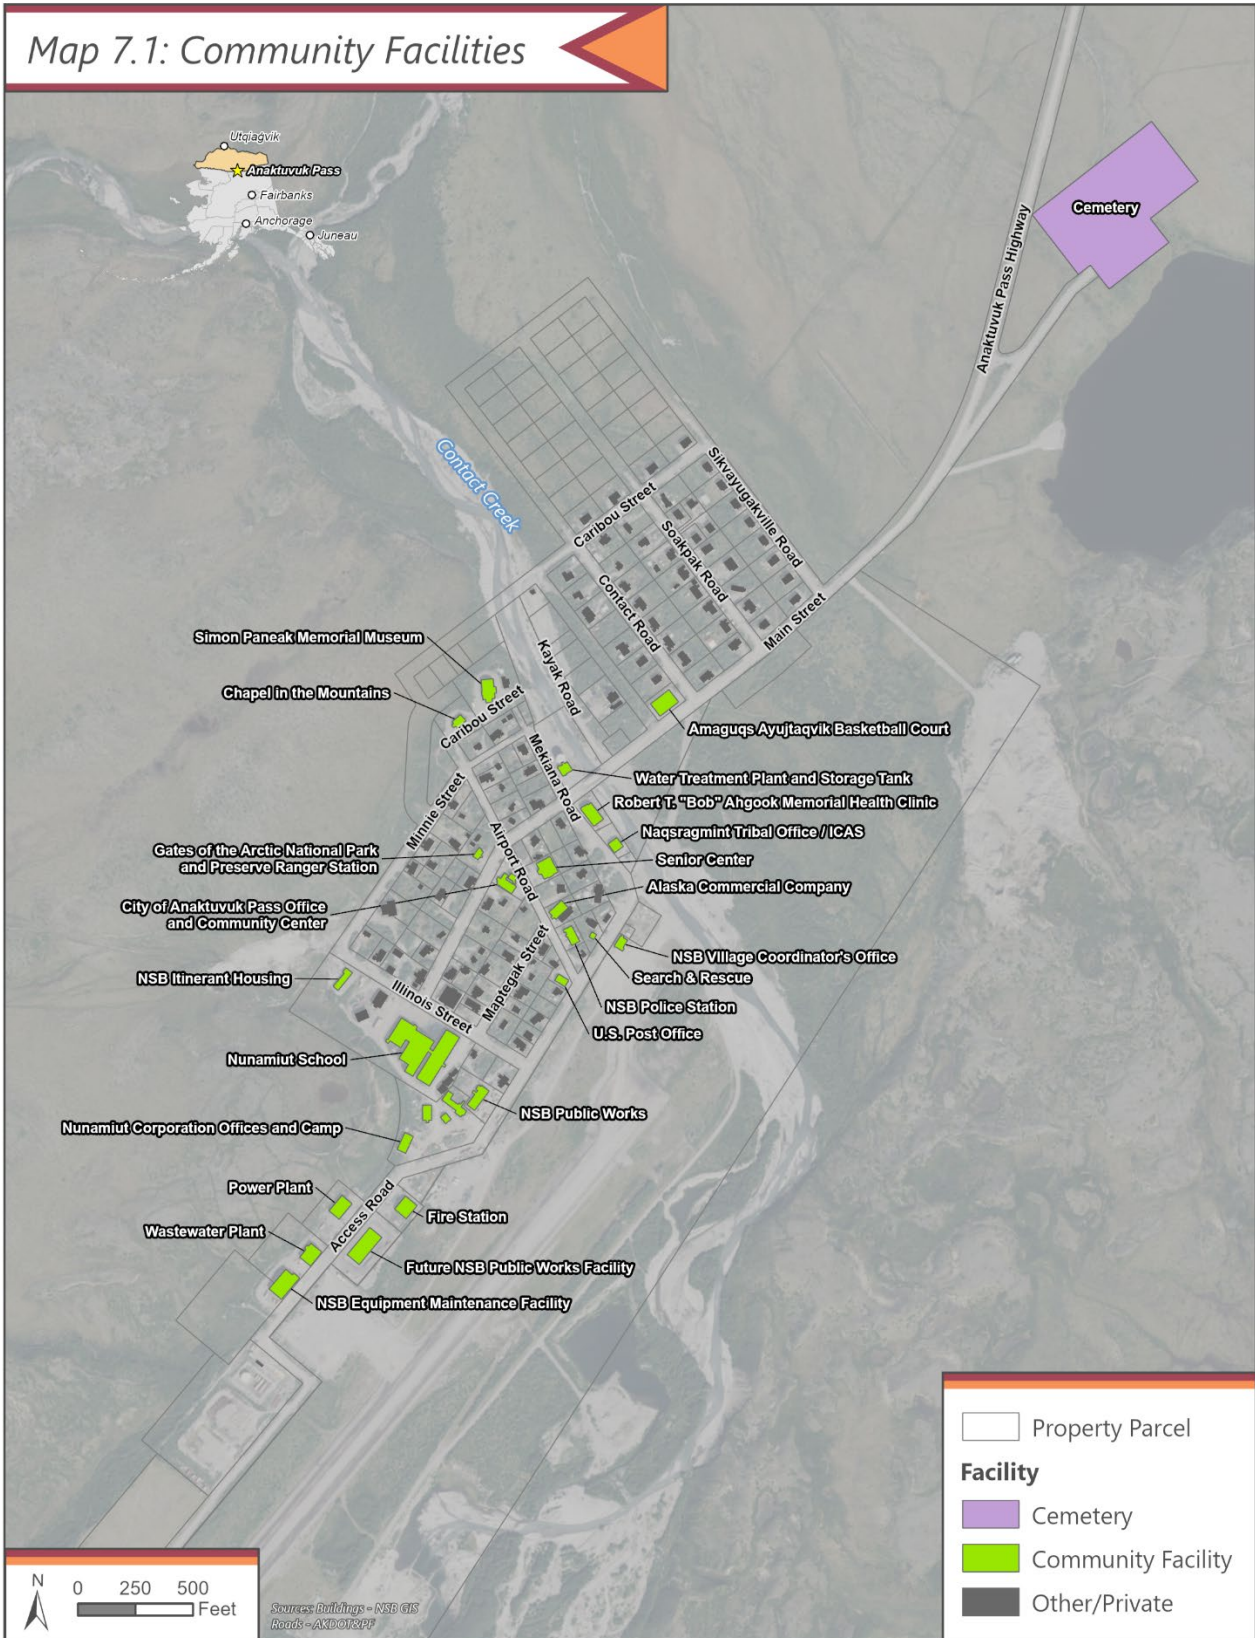 Map 7.1: Community Facilities
Utqiaġvik
Anaktuvuk Pass
Fairbanks
Anchorage
Juneau
Cemetery
Anaktuvuk Pass Highway
Contact Creek
Sikvayugakville Road
Caribou Street
Soakpak Road
Contact Road
Main Street
Simon Paneak Memorial Museum
Kayak Road
Chapel in the Mountains
Caribou Street
Amaguqs Ayujtaqvik Basketball Court
Mekiana Road
Water Treatment Plant and Storage Tank
Minnie Street
Robert T. "Bob" Ahgook Memorial Health Clinic
Airport Road
Naqsragmint Tribal Office / ICAS
Gates of the Arctic National Park
and Preserve Ranger Station
Senior Center
Alaska Commercial Company
City of Anaktuvuk Pass Office
and Community Center
NSB Village Coordinator's Office
Maptegak Street
Search & Rescue
NSB Itinerant Housing
Illinois Street
NSB Police Station
U.S. Post Office
Nunamiut School
NSB Public Works
Nunamiut Corporation Offices and Camp
Power Plant
Access Road
Fire Station
Wastewater Plant
Future NSB Public Works Facility
NSB Equipment Maintenance Facility
Property Parcel
Facility
Cemetery
Community Facility
Other/Private
N
0 250 500
Feet
Sources: Buildings - NSB GIS
Roads - AKDOT&PF